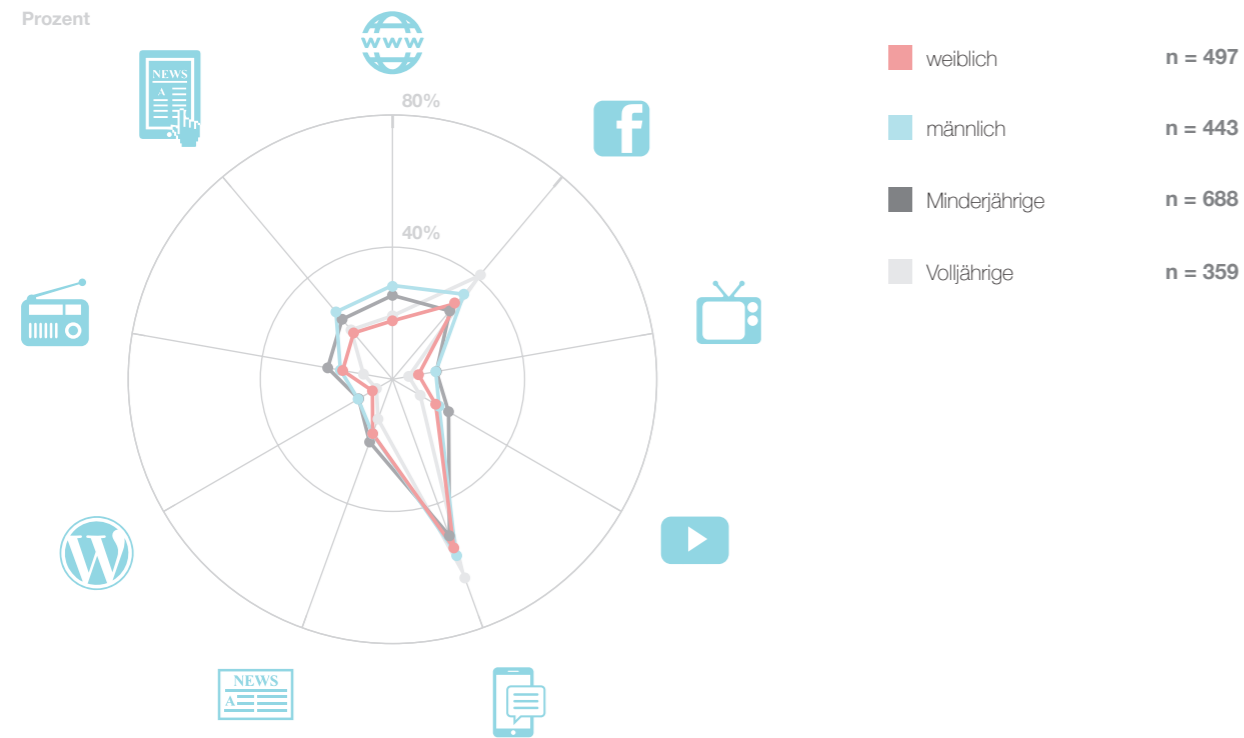 Prozent
www
NEWS
A
80%
40%
f
W
NEWS
A
weiblich n = 497
männlich n = 443
Minderjährige n = 688
Volljährige n = 359